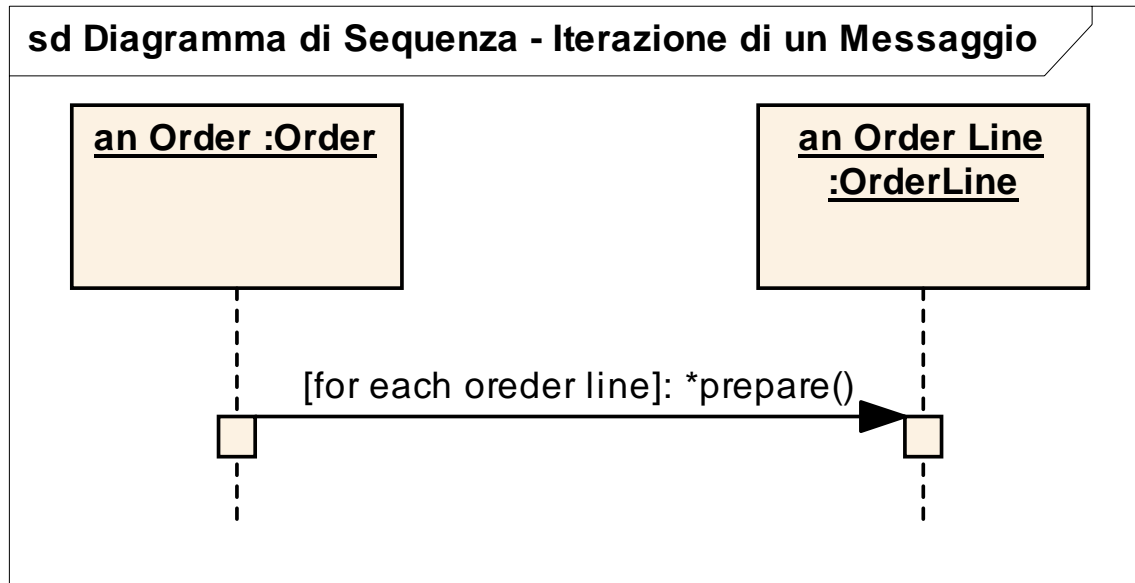 sd Diagramma di Sequenza - Iterazione di un Messaggio
an Order :Order
an Order Line
:OrderLine
[for each oreder line]: *prepare()